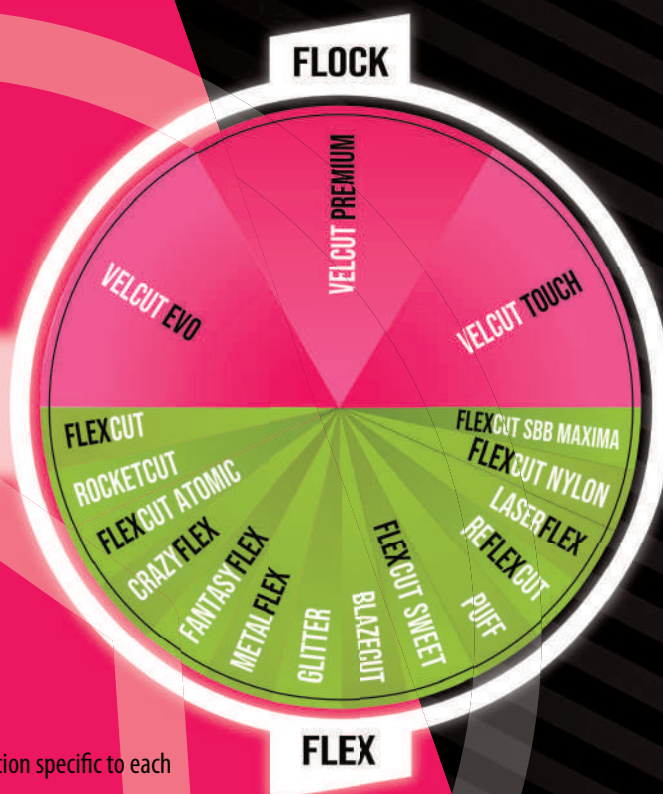 FLOCK
VELCUT EVO
VELCUT PREMIUM
VELCUT TOUCH
FLEXCUT
ROCKETCUT
FLEXCUT ATOMIC
CRAZYFLEX
FANTASYFLEX
METALFLEX
GLITTER
BLAZECUT
FLEXCUT SWEET
PUFF
REFLEXCUT
LASERFLEX
FLEXCUT NYLON
FLEXCUT SBB MAXIMA
FLEX
tion specific to each